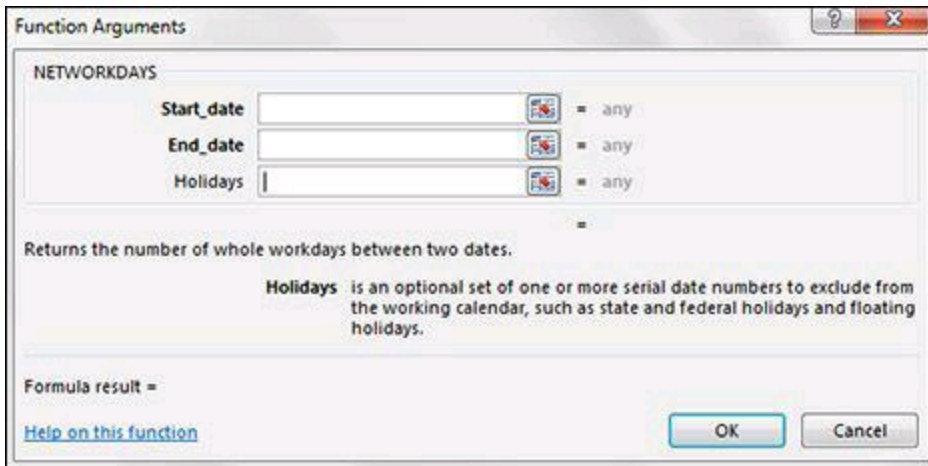 Function Arguments
?
NETWORKDAYS
Start_date = any
End_date = any
Holidays = any
=
Returns the number of whole workdays between two dates.
Holidays is an optional set of one or more serial date numbers to exclude from
the working calendar, such as state and federal holidays and floating
holidays.
Formula result =
Help on this function
OK Cancel